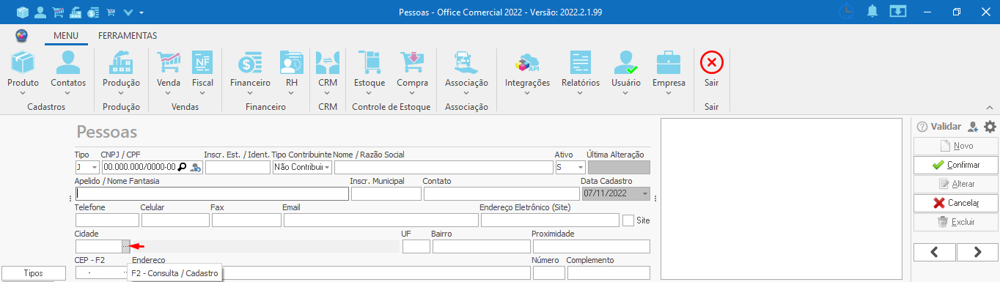 Pessoas - Office Comercial 2022 - Versão: 2022.2.1.99
MENU FERRAMENTAS
NF API
Produto Contatos Produção Venda Fiscal Financeiro RH CRM Estoque Compra Associação Integrações Relatórios Usuário Empresa Sair
Cadastros Produção Vendas Financeiro CRM Controle de Estoque Associação Sair
Pessoas
Validar
Tipo CNPJ / CPF Inscr. Est. / Ident. Tipo Contribuinte Nome / Razão Social Ativo Última Alteração
Novo
J 00.000.000/0000-00 Não Contribuin S
Confirmar
Apelido / Nome Fantasia Inscr. Municipal Contato Data Cadastro
Alterar
07/11/2022
Cancelar
Telefone Celular Fax Email Endereço Eletrônico (Site)
Site
Excluir
Cidade UF Bairro Proximidade
...
CEP - F2 Endereço Número Complemento
Tipos
- F2 - Consulta / Cadastro